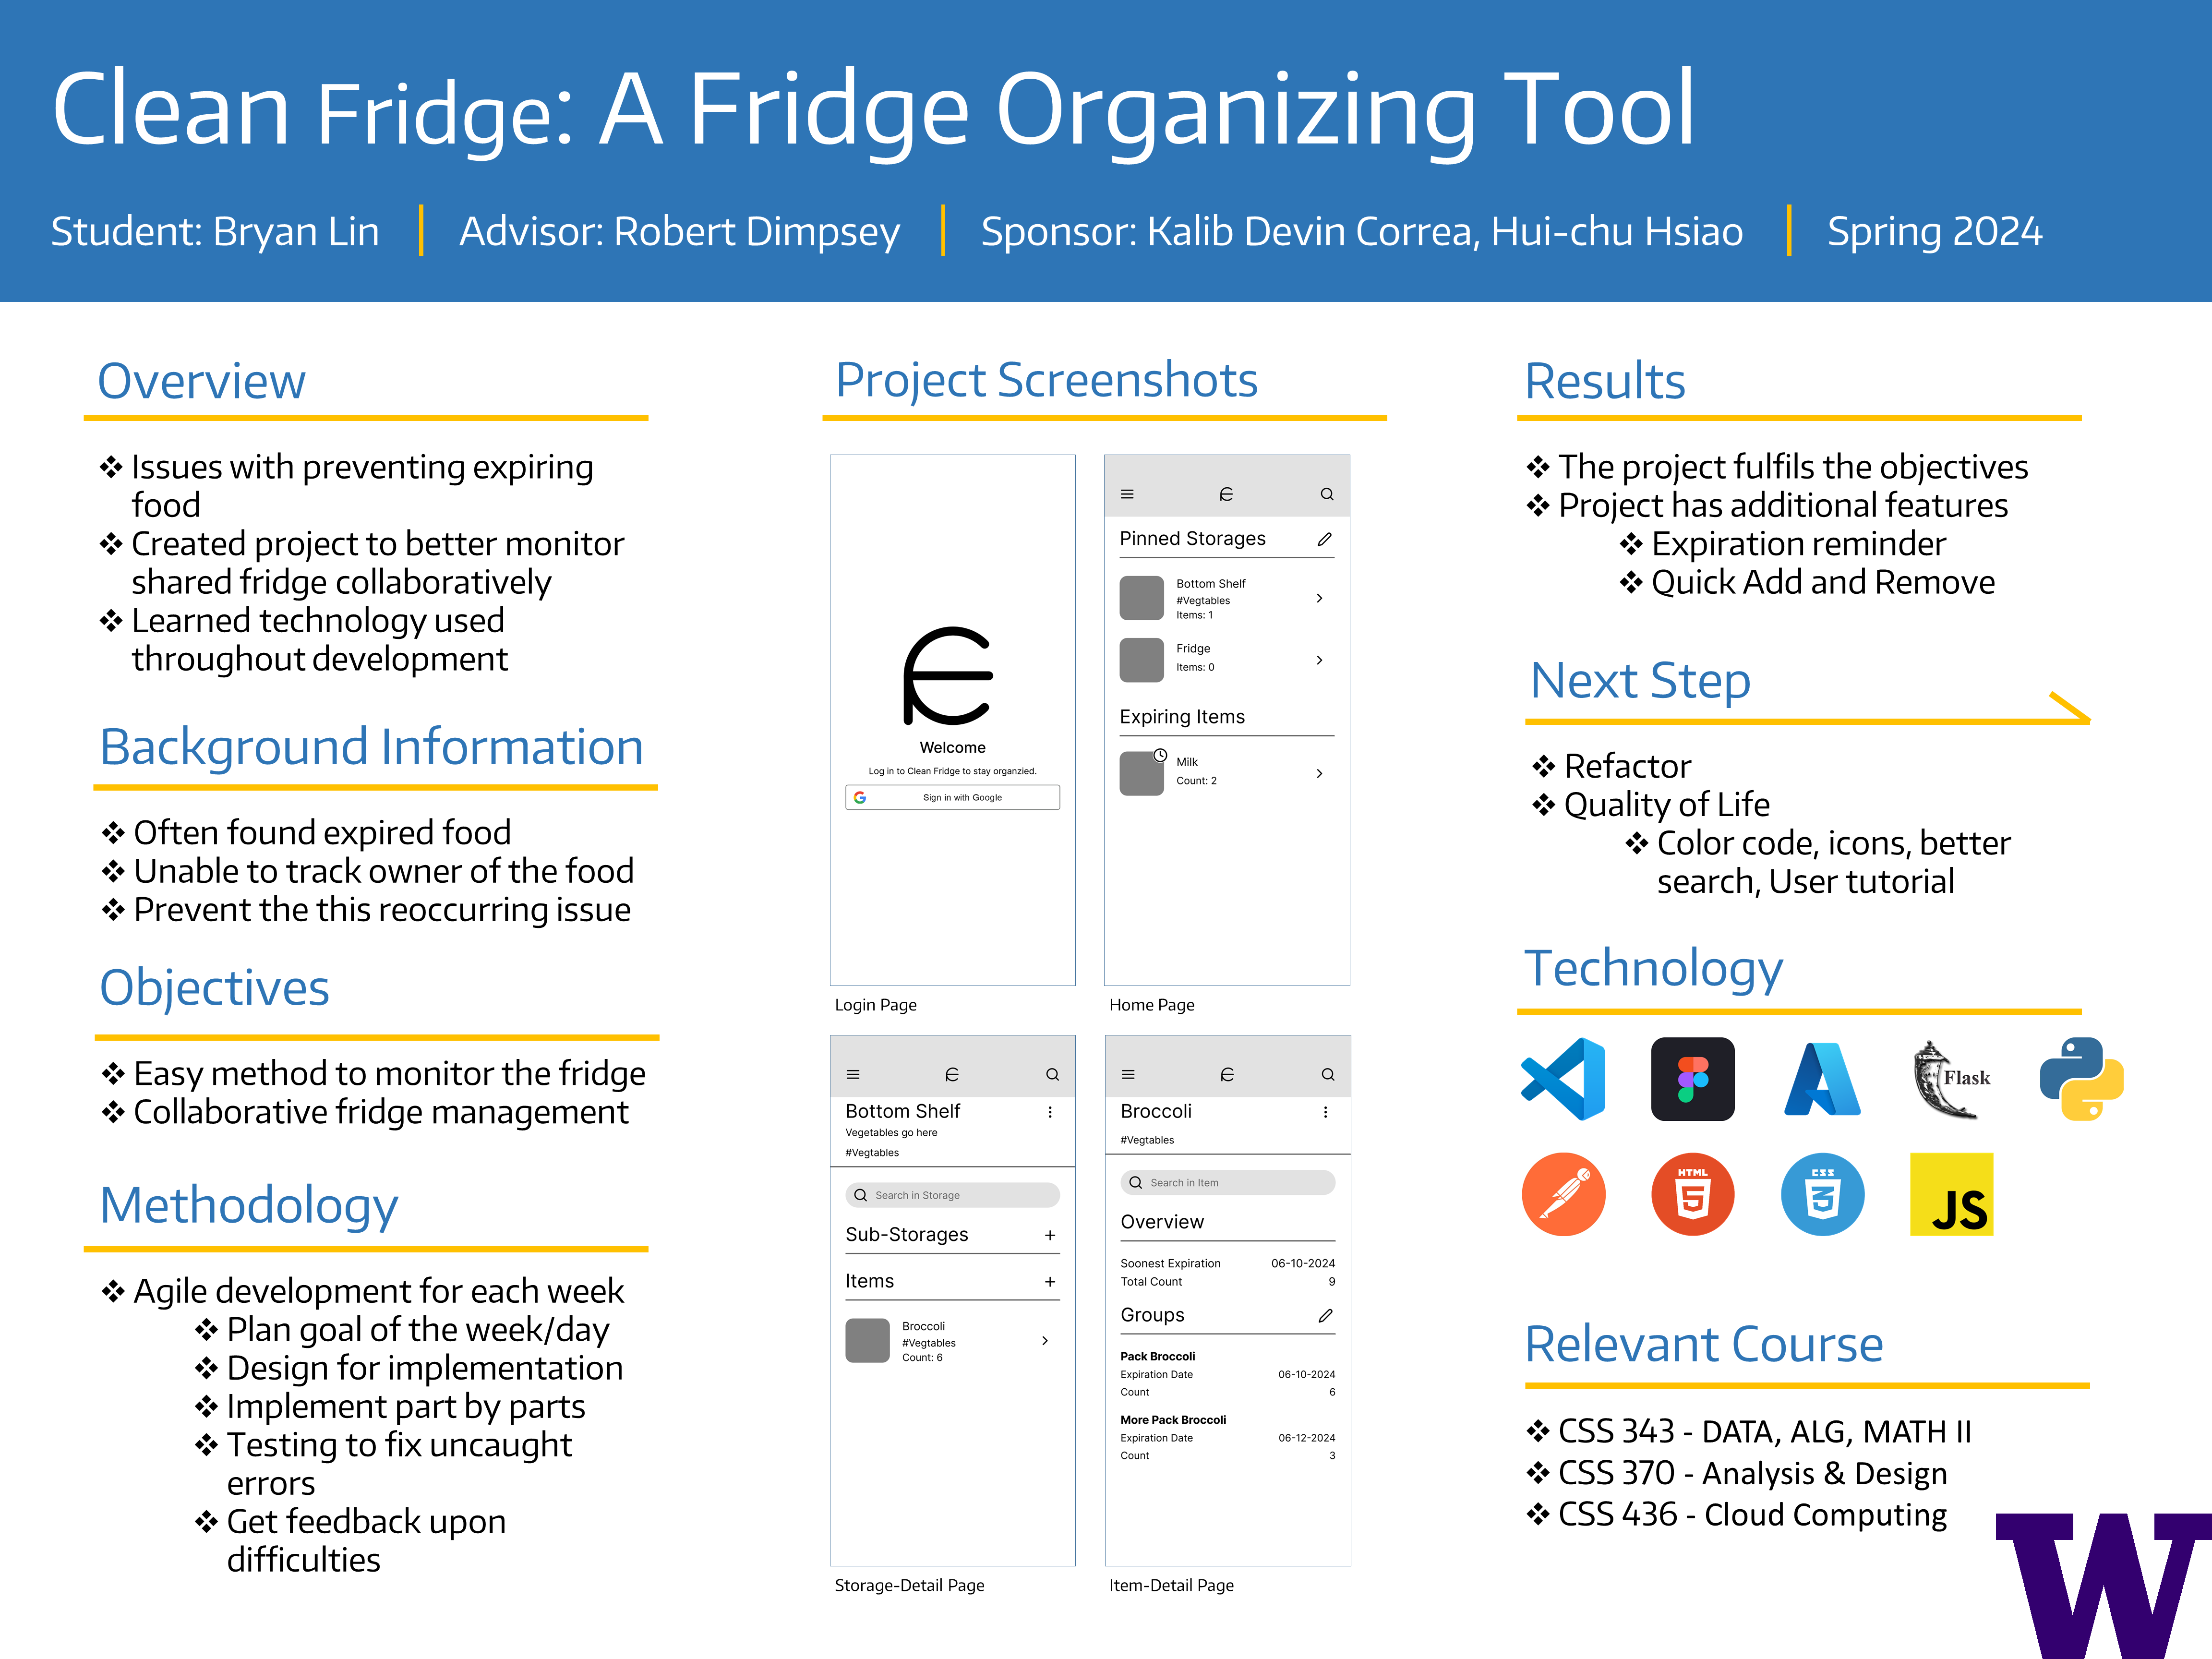 Clean Fridge: A Fridge Organizing Tool
Student: Bryan Lin
Advisor: Robert Dimpsey
Sponsor: Kalib Devin Correa, Hui-chu Hsiao
Spring 2024
Overview
❖ Issues with preventing expiring
food
❖ Created project to better monitor
shared fridge collaboratively
❖ Learned technology used
throughout development
Background Information
❖ Often found expired food
❖ Unable to track owner of the food
❖ Prevent the this reoccurring issue
Objectives
❖ Easy method to monitor the fridge
❖ Collaborative fridge management
Methodology
❖ Agile development for each week
❖ Plan goal of the week/day
❖ Design for implementation
❖ Implement part by parts
❖ Testing to fix uncaught
errors
❖ Get feedback upon
difficulties
Project Screenshots
Welcome
Log in to Clean Fridge to stay organzied.
Sign in with Google
Login Page
Pinned Storages
Bottom Shelf
#Vegtables
Items: 1
Fridge
Items: 0
Expiring Items
Milk
Count: 2
Home Page
Bottom Shelf
Vegetables go here
#Vegtables
Search in Storage
Sub-Storages +
Items +
Broccoli
#Vegtables
Count: 6
Storage-Detail Page
Broccoli
#Vegtables
Search in Item
Overview
Soonest Expiration 06-10-2024
Total Count 9
Groups
Pack Broccoli
Expiration Date 06-10-2024
Count 6
More Pack Broccoli
Expiration Date 06-12-2024
Count 3
Item-Detail Page
Results
❖ The project fulfils the objectives
❖ Project has additional features
❖ Expiration reminder
❖ Quick Add and Remove
Next Step
❖ Refactor
❖ Quality of Life
❖ Color code, icons, better
search, User tutorial
Technology
Flask
HTML
5
CSS
3
JS
Relevant Course
❖ CSS 343 - DATA, ALG, MATH II
❖ CSS 370 - Analysis & Design
❖ CSS 436 - Cloud Computing
W